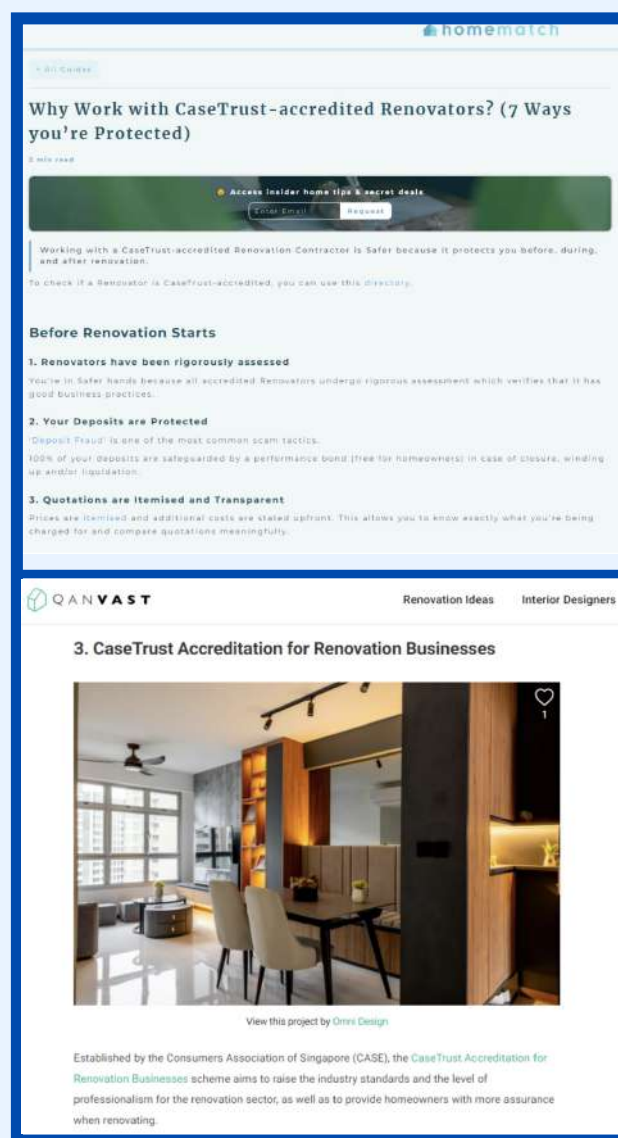 homematch
< All Guides
Why Work with CaseTrust-accredited Renovators? (7 Ways
you're Protected)
min read
Access insider home tips & secret deals
Enter Email Request
Working with a CaseTrust-accredited Renovation Contractor is Safer because it protects you before, during,
and after renovation.
To check if a Renovator is CaseTrust-accredited, you can use this directory.
Before Renovation Starts
1. Renovators have been rigorously assessed
You're in Safer hands because all accredited Renovators undergo rigorous assessment which verifies that it has
good business practices.
2. Your Deposits are Protected
'Deposit Fraud' is one of the most common scam tactics.
100% of your deposits are safeguarded by a performance bond (free for homeowners) in case of closure, winding
up and/or liquidation.
3. Quotations are Itemised and Transparent
Prices are itemised and additional costs are stated upfront. This allows you to know exactly what you're being
charged for and compare quotations meaningfully.
QANVAST Renovation Ideas Interior Designers
3. CaseTrust Accreditation for Renovation Businesses
1
View this project by Omni Design
Established by the Consumers Association of Singapore (CASE), the CaseTrust Accreditation for
Renovation Businesses scheme aims to raise the industry standards and the level of
professionalism for the renovation sector, as well as to provide homeowners with more assurance
when renovating.